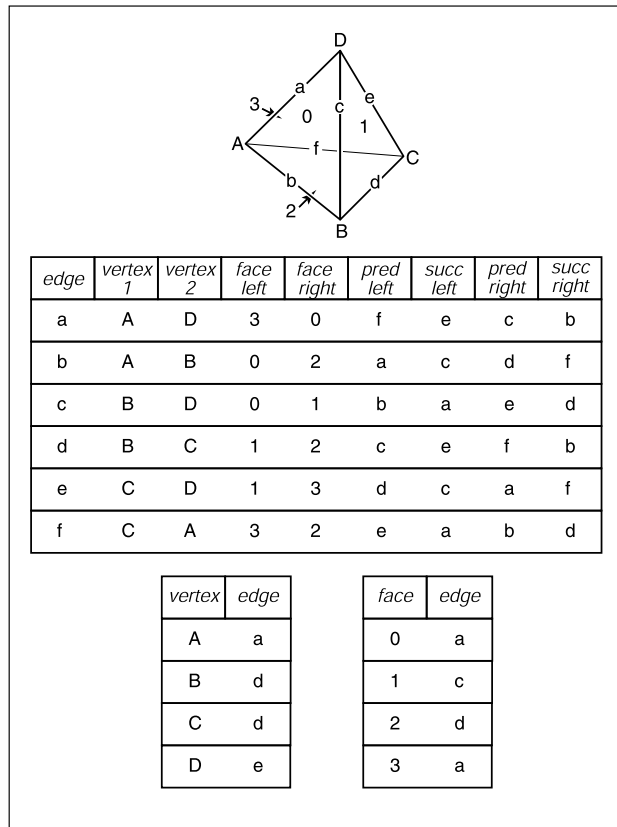 D
a
e
3
c
0
1
A
f
C
b
d
2
B
edge vertex 1 vertex 2 face left face right pred left succ left pred right succ right
a A D 3 0 f e c b
b A B 0 2 a c d f
c B D 0 1 b a e d
d B C 1 2 c e f b
e C D 1 3 d c a f
f C A 3 2 e a b d
vertex edge
A a
B d
C d
D e
face edge
0 a
1 c
2 d
3 a